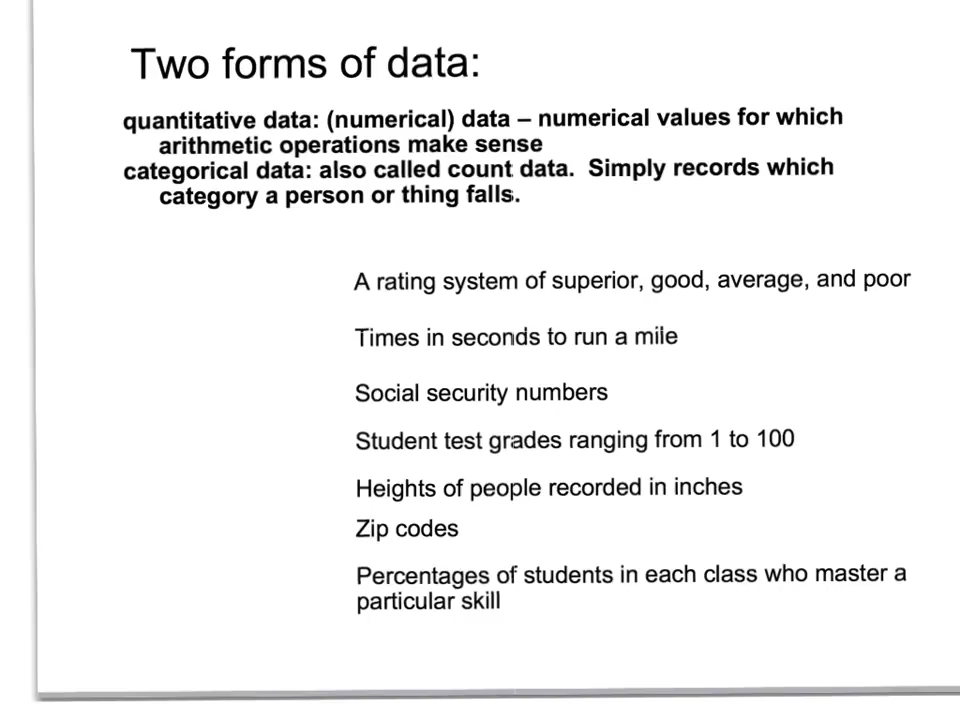 Two forms of data:
quantitative data: (numerical) data – numerical values for which
arithmetic operations make sense
categorical data: also called count data. Simply records which
category a person or thing falls.
A rating system of superior, good, average, and poor
Times in seconds to run a mile
Social security numbers
Student test grades ranging from 1 to 100
Heights of people recorded in inches
Zip codes
Percentages of students in each class who master a
particular skill